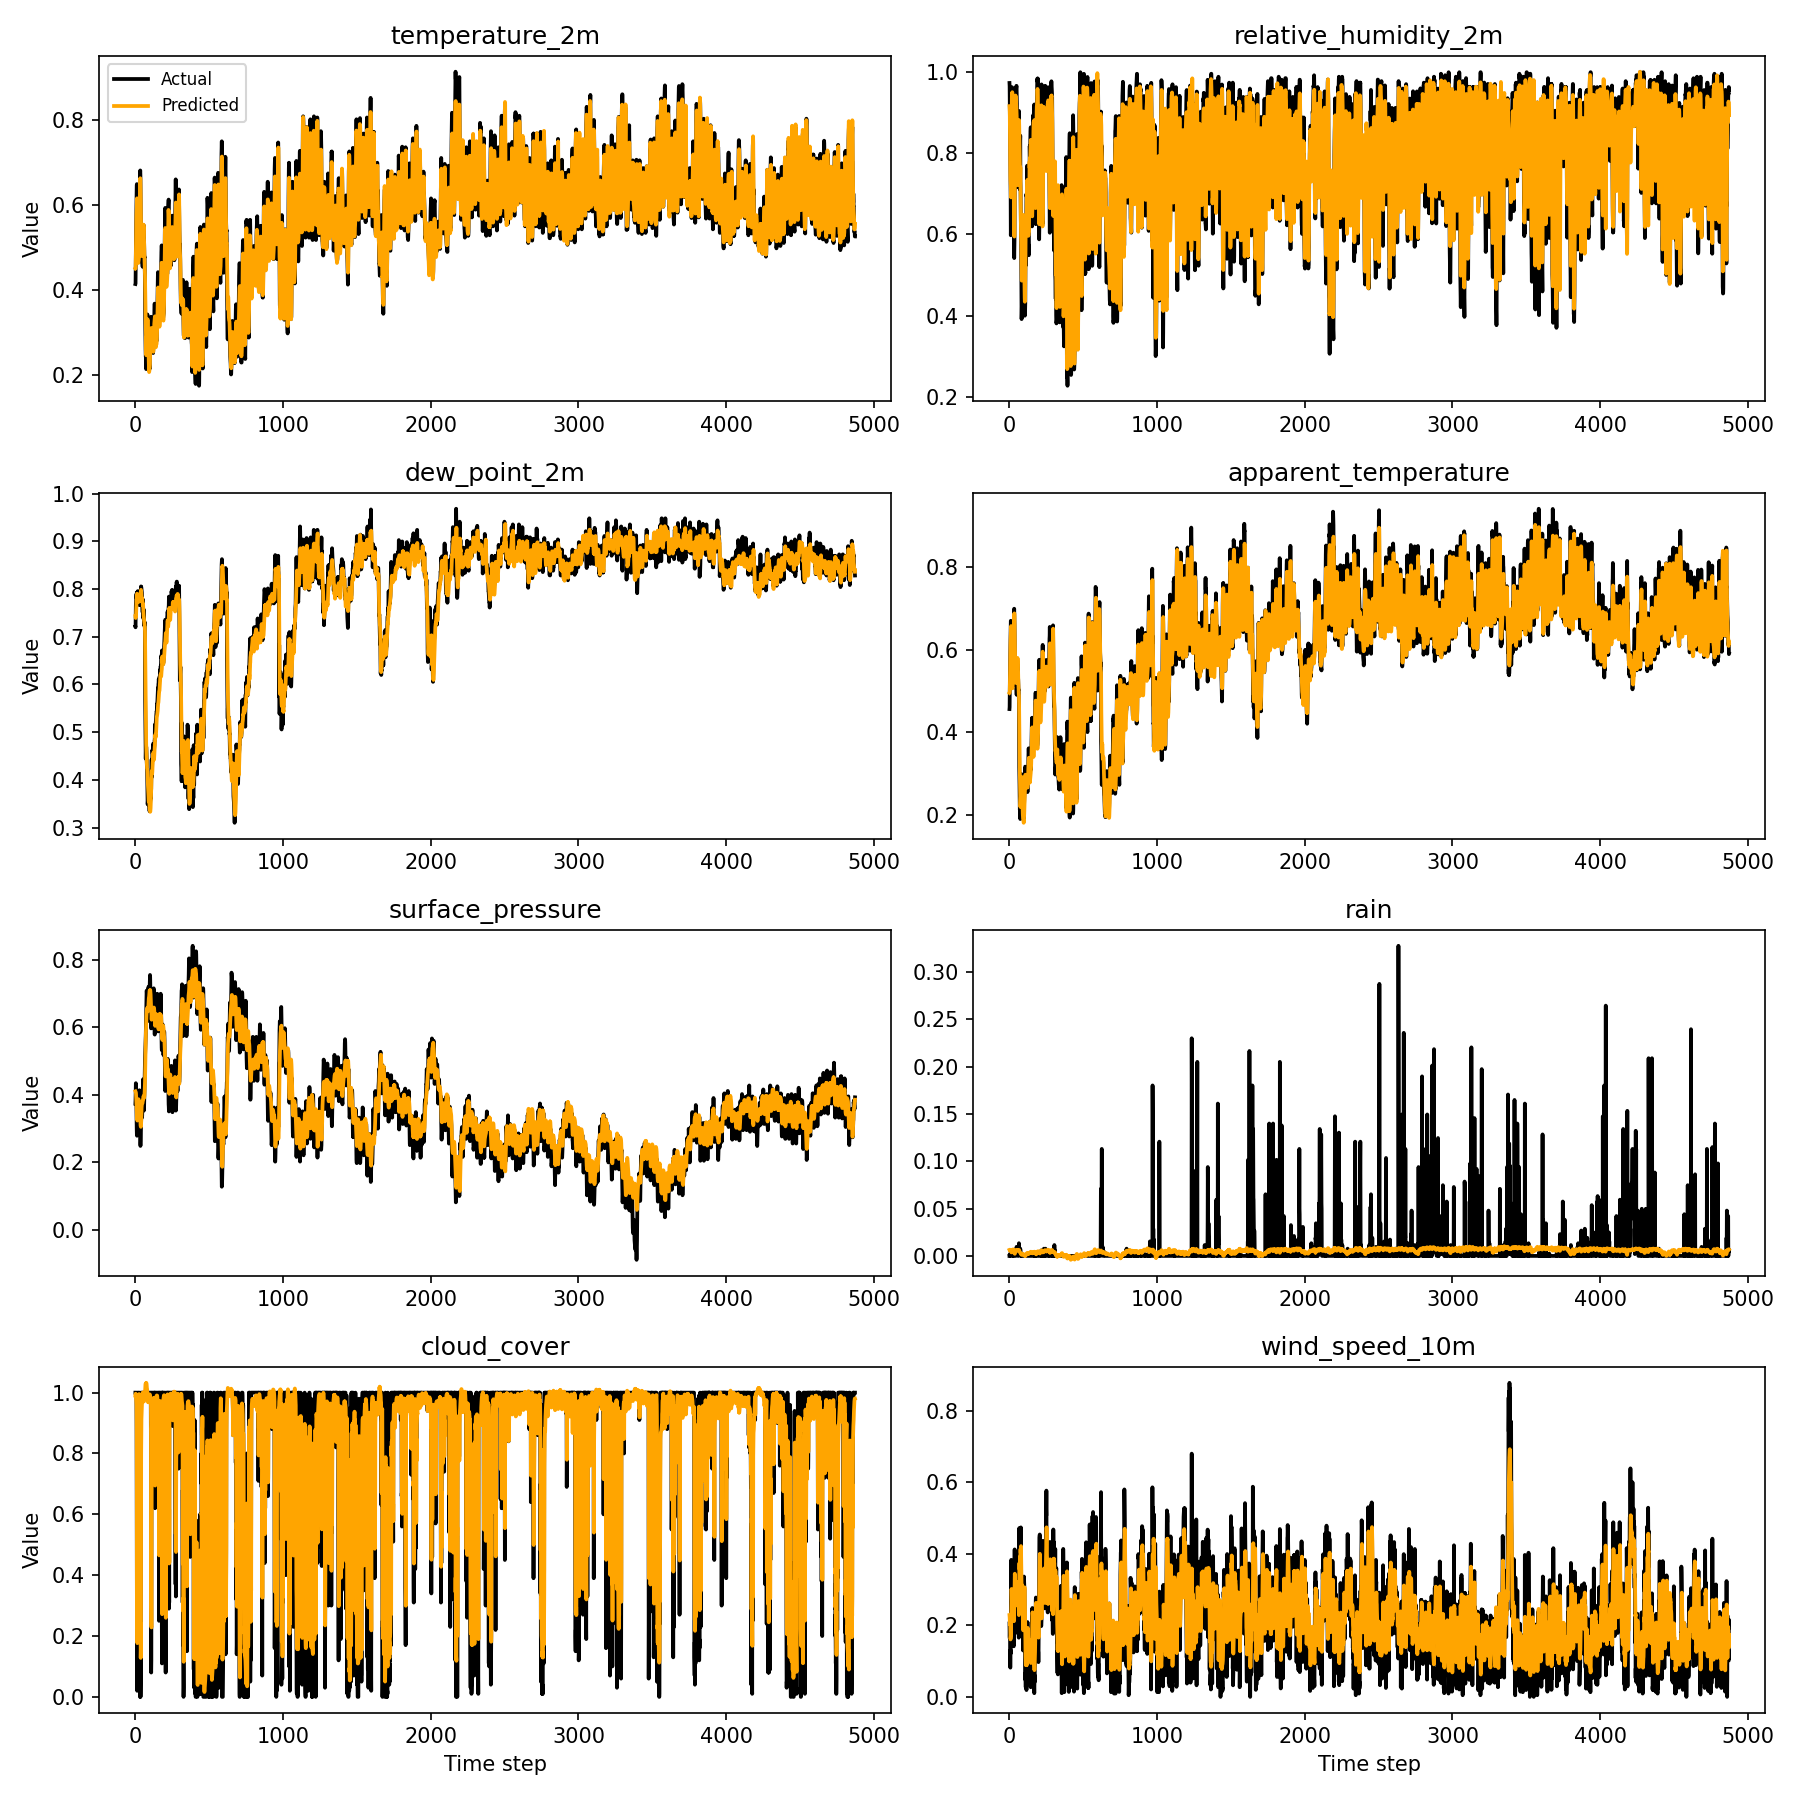 temperature_2m
Actual
Predicted
Value
0.8
0.6
0.4
0.2
0 1000 2000 3000 4000 5000
relative_humidity_2m
1.0
0.8
0.6
0.4
0.2
0 1000 2000 3000 4000 5000
dew_point_2m
Value
1.0
0.9
0.8
0.7
0.6
0.5
0.4
0.3
0 1000 2000 3000 4000 5000
apparent_temperature
0.8
0.6
0.4
0.2
0 1000 2000 3000 4000 5000
surface_pressure
Value
0.8
0.6
0.4
0.2
0.0
0 1000 2000 3000 4000 5000
rain
0.30
0.25
0.20
0.15
0.10
0.05
0.00
0 1000 2000 3000 4000 5000
cloud_cover
Value
1.0
0.8
0.6
0.4
0.2
0.0
0 1000 2000 3000 4000 5000
Time step
wind_speed_10m
0.8
0.6
0.4
0.2
0.0
0 1000 2000 3000 4000 5000
Time step